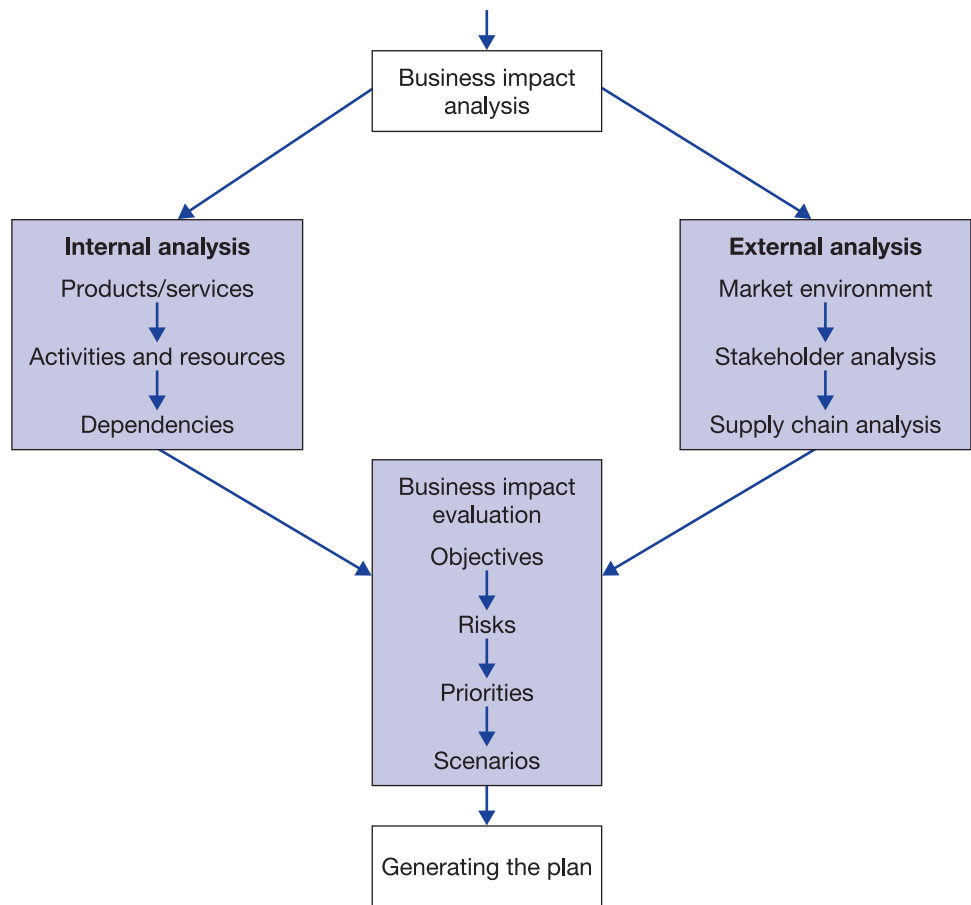 Business impact
analysis
Internal analysis
Products/services
Activities and resources
Dependencies
External analysis
Market environment
Stakeholder analysis
Supply chain analysis
Business impact
evaluation
Objectives
Risks
Priorities
Scenarios
Generating the plan